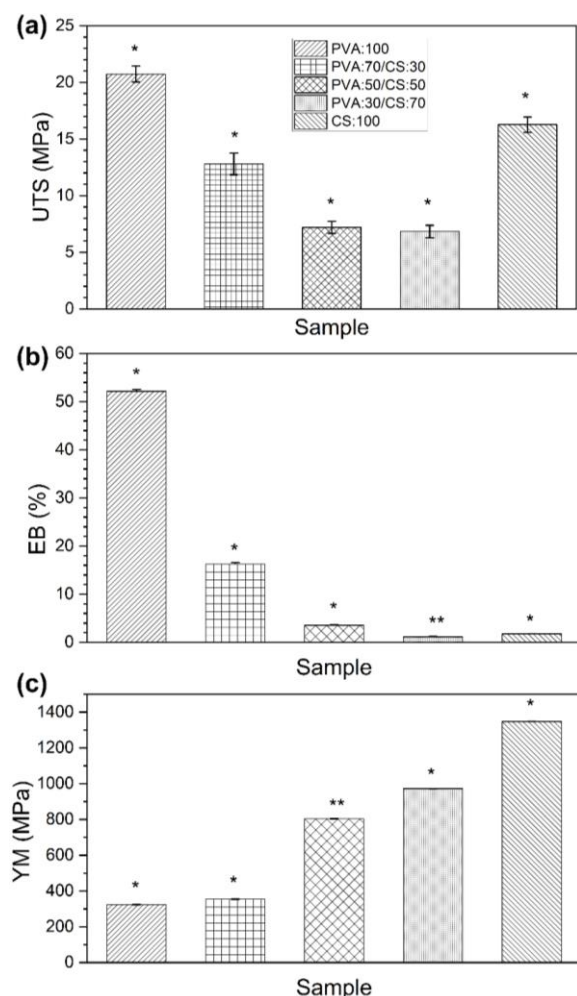 (a)
25
20
15
10
5
0
UTS (MPa)
PVA:100
PVA:70/CS:30
PVA:50/CS:50
PVA:30/CS:70
CS:100
*
*
*
*
*
Sample
(b)
60
50
40
30
20
10
0
EB (%)
*
*
*
**
*
Sample
(c)
1400
1200
1000
800
600
400
200
0
YM (MPa)
*
*
**
*
*
Sample